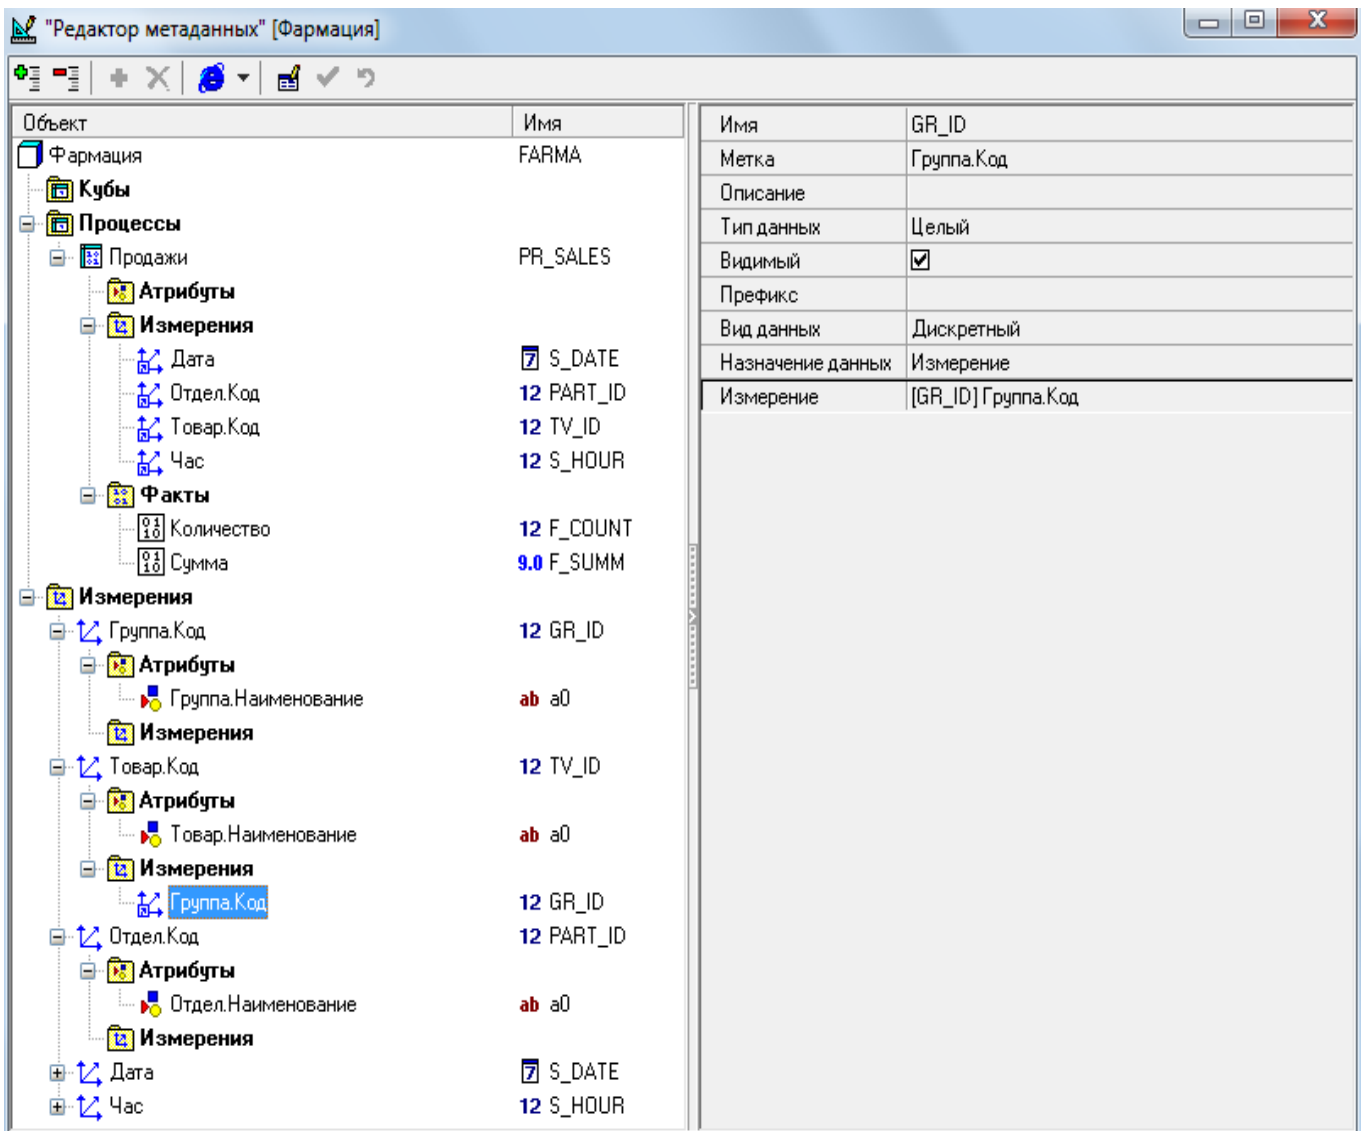 "Редактор метаданных" [Фармация]
Объект Имя
Фармация FARMA
Кубы
Процессы
Продажи PR_SALES
Атрибуты
Измерения
Дата 7 S_DATE
Отдел.Код 12 PART_ID
Товар.Код 12 TV_ID
Час 12 S_HOUR
Факты
Количество 12 F_COUNT
Сумма 9.0 F_SUMM
Измерения
Группа.Код 12 GR_ID
Атрибуты
Группа.Наименование ab a0
Измерения
Товар.Код 12 TV_ID
Атрибуты
Товар.Наименование ab a0
Измерения
Группа.Код 12 GR_ID
Отдел.Код 12 PART_ID
Атрибуты
Отдел.Наименование ab a0
Измерения
Дата 7 S_DATE
Час 12 S_HOUR
Имя GR_ID
Метка Группа.Код
Описание
Тип данных Целый
Видимый
Префикс
Вид данных Дискретный
Назначение данных Измерение
Измерение [GR_ID] Группа.Код